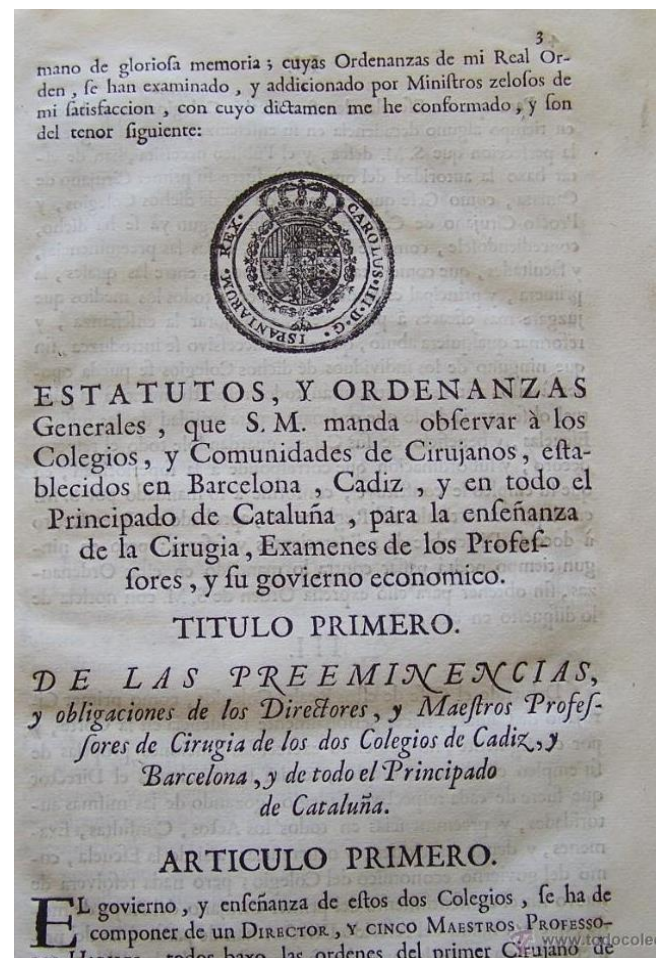 3
mano de gloriosa memoria; cuyas Ordenanzas de mi Real Or-
den, se han examinado, y addicionado por Ministros zelosos de
mi satisfaccion, con cuyo dictamen me he conformado, y son
del tenor siguiente:
CAROLUS·III·D·G·ISPANIARUM·REX·
ESTATUTOS, Y ORDENANZAS
Generales, que S. M. manda observar à los
Colegios, y Comunidades de Cirujanos, esta-
blecidos en Barcelona, Cadiz, y en todo el
Principado de Cataluña, para la enseñanza
de la Cirugia, Examenes de los Profes-
sores, y su govierno economico.
TITULO PRIMERO.
DE LAS PREEMINENCIAS,
y obligaciones de los Directores, y Maestros Profes-
sores de Cirugia de los dos Colegios de Cadiz, y
Barcelona, y de todo el Principado
de Cataluña.
ARTICULO PRIMERO.
EL govierno, y enseñanza de estos dos Colegios, se ha de
componer de un DIRECTOR, Y CINCO MAESTROS PROFESSO-
todos baxo las ordenes del primer Cirujano de
www.todocolec